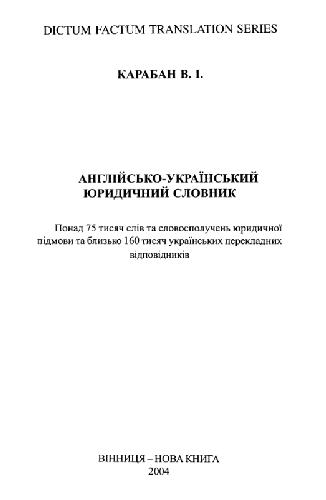 DICTUM FACTUM TRANSLATION SERIES
КАРАБАН В. І.
АНГЛІЙСЬКО-УКРАЇНСЬКИЙ
ЮРИДИЧНИЙ СЛОВНИК
Понад 75 тисяч слів та словосполучень юридичної
підмови та близько 160 тисяч українських перекладних
відповідників
ВІННИЦЯ – НОВА КНИГА
2004